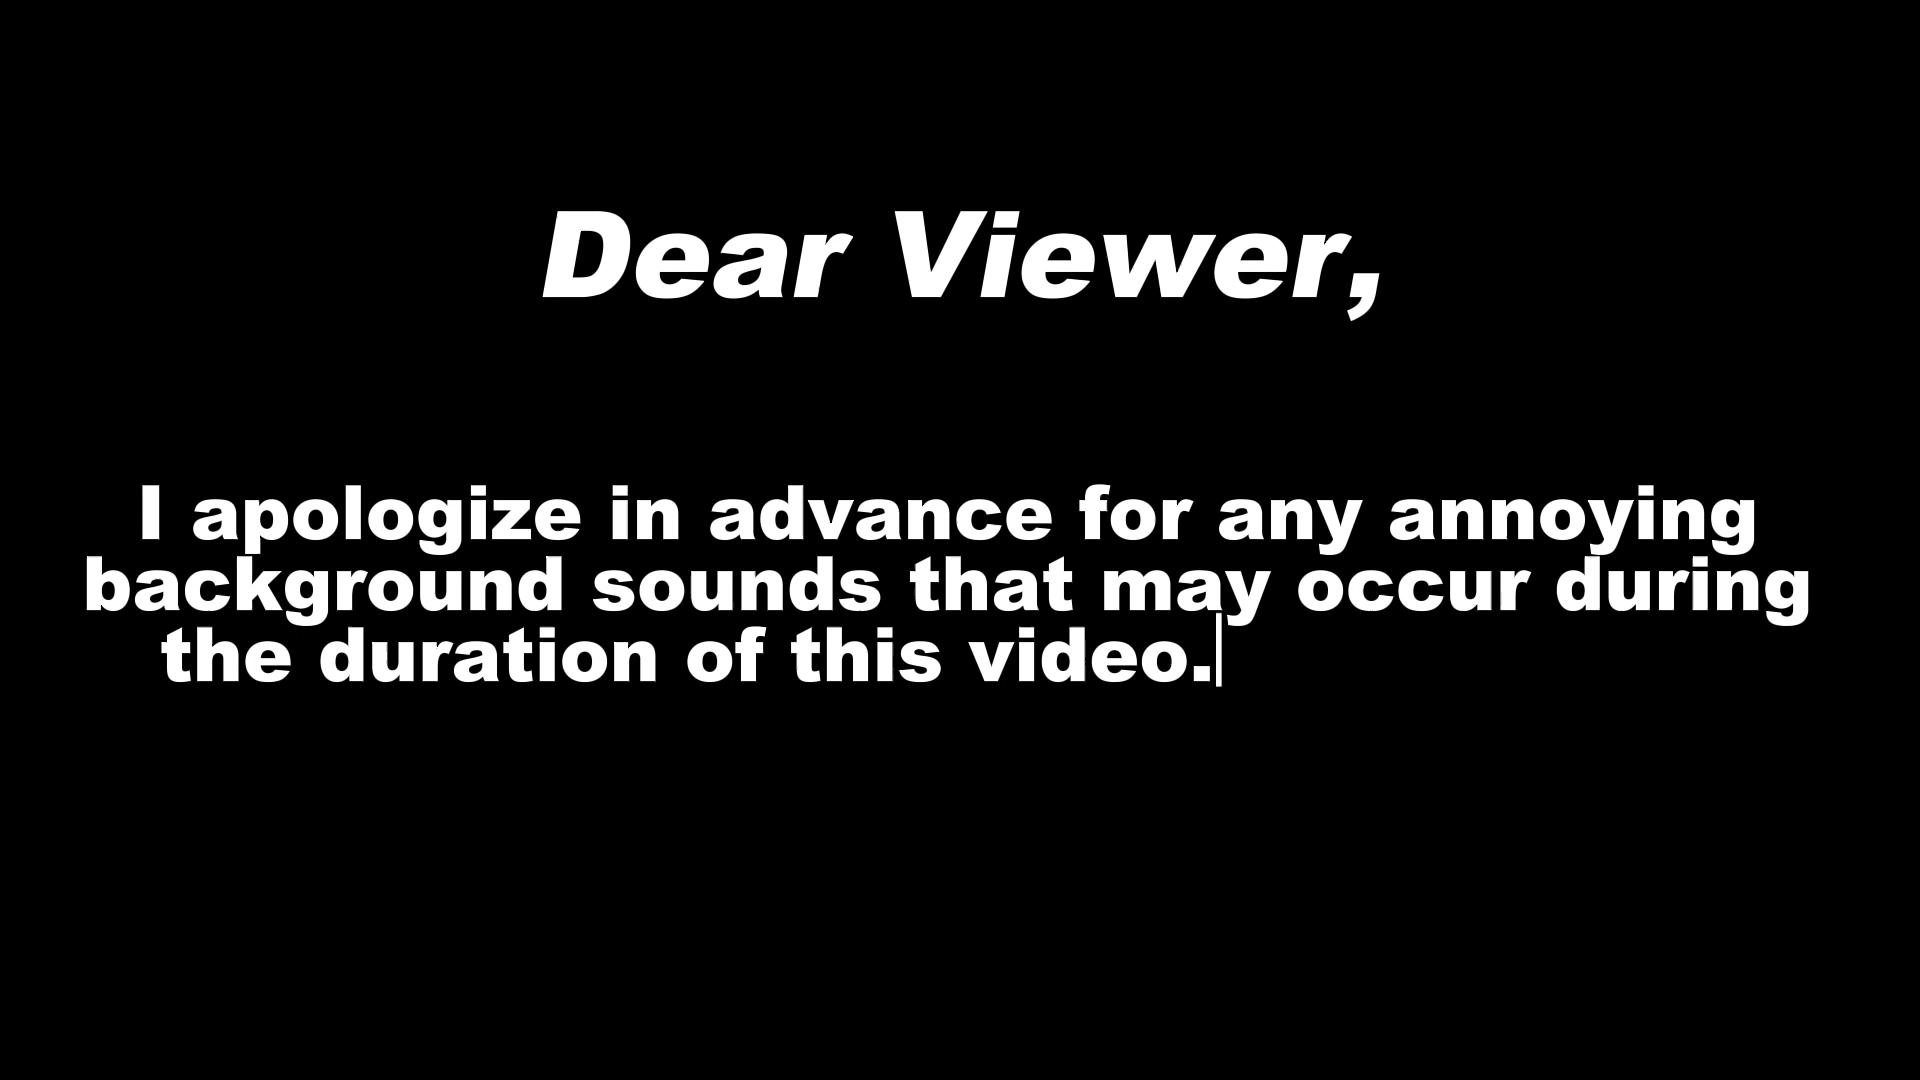 Dear Viewer,
I apologize in advance for any annoying
background sounds that may occur during
the duration of this video.